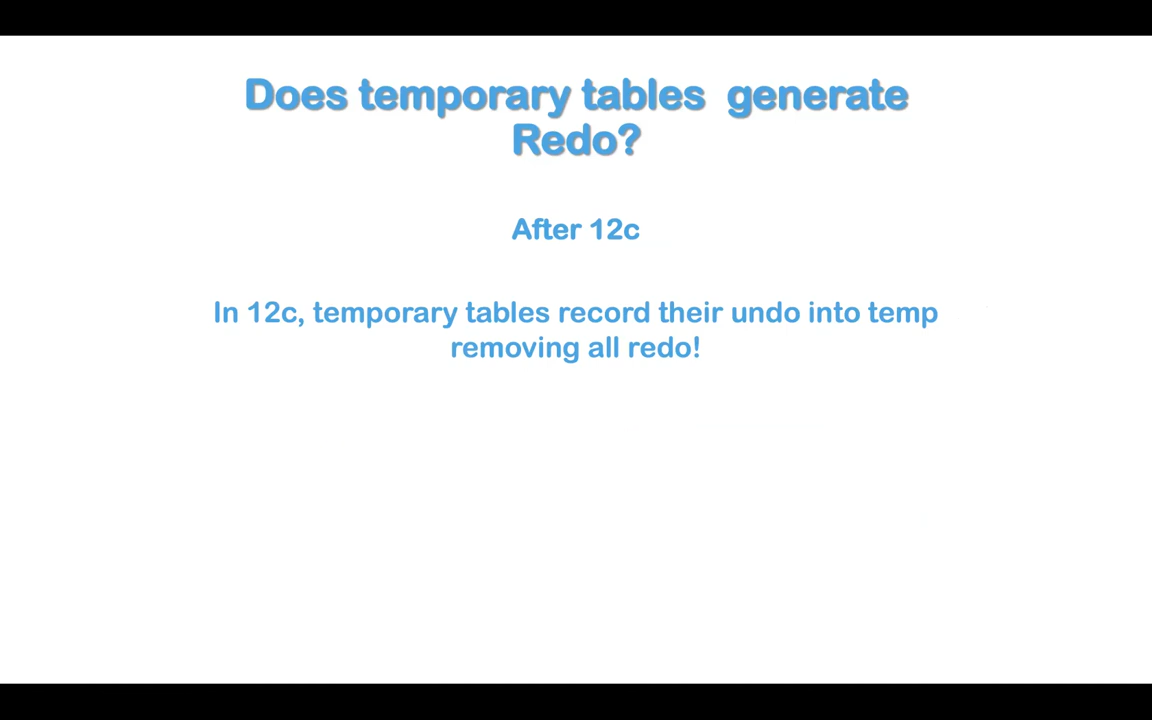 Does temporary tables  generate
Redo?
After 12c
In 12c, temporary tables record their undo into temp
removing all redo!